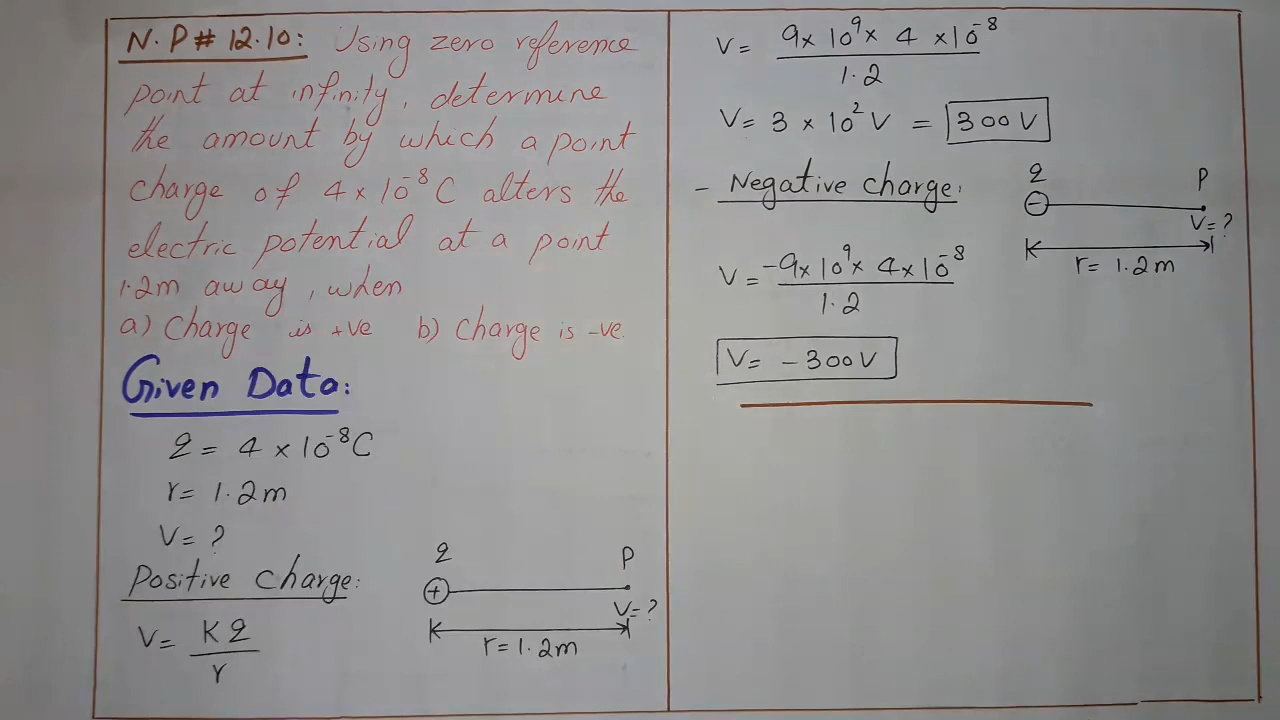 N.P# 12.10: Using zero reference
point at infinity, determine
the amount by which a point
charge of 4 × 10⁻⁸ C alters the
electric potential at a point
1.2m away, when
a) Charge is +ve b) Charge is -ve.
Given Data:
q = 4 × 10⁻⁸ C
r = 1.2m
V = ?
Positive Charge:
q P
+
V = ?
r = 1.2m
V = Kq
r
V = 9 × 10⁹ × 4 × 10⁻⁸
1.2
V = 3 × 10² V = 300 V
- Negative charge:
q P
−
V = ?
r = 1.2m
V = -9 × 10⁹ × 4 × 10⁻⁸
1.2
V = - 300 V